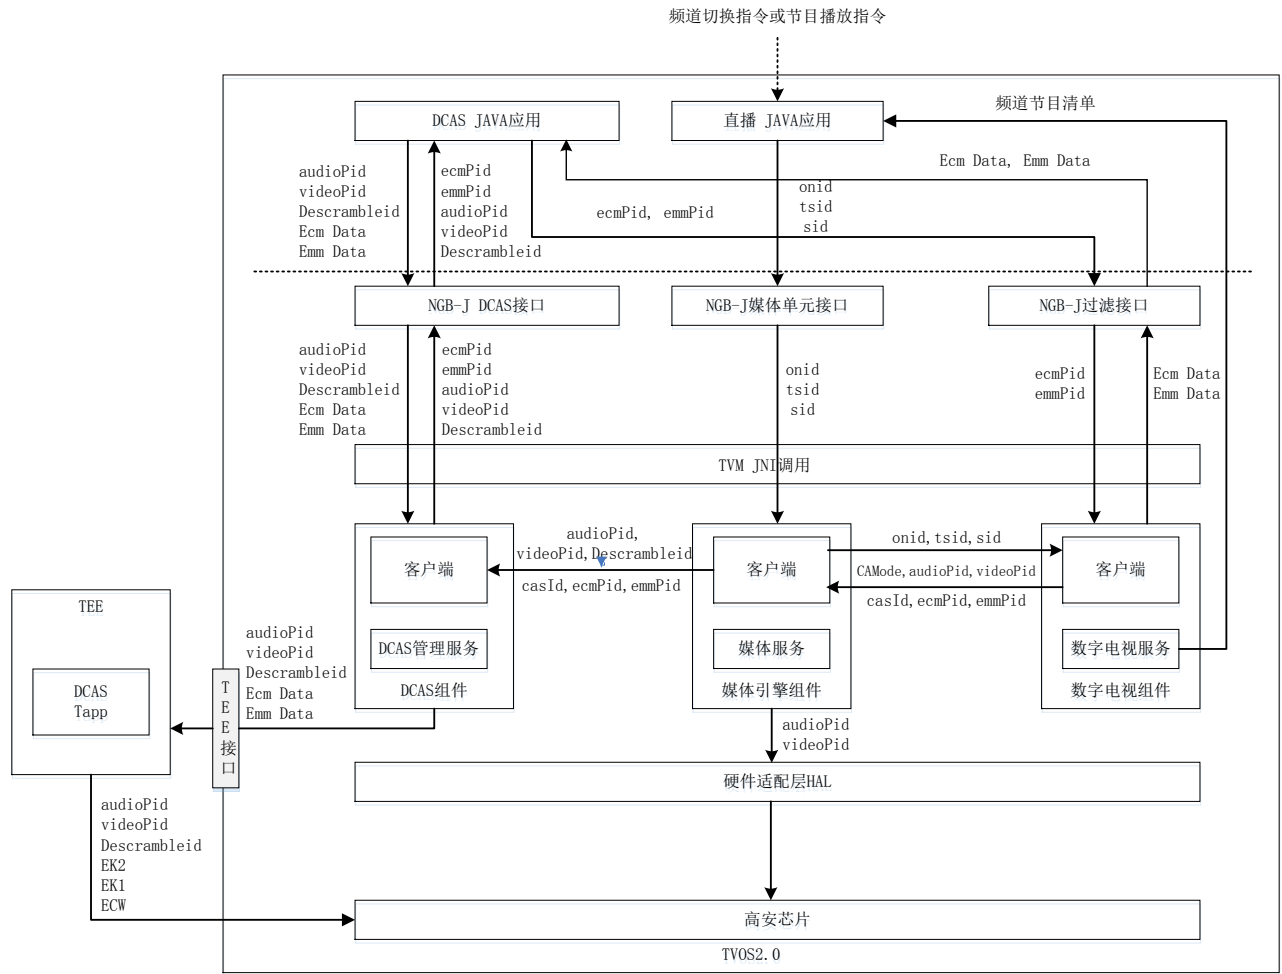 频道切换指令或节目播放指令
DCAS JAVA应用
直播 JAVA应用
频道节目清单
Ecm Data, Emm Data
audioPid
videoPid
Descrambleid
Ecm Data
Emm Data
ecmPid
emmPid
audioPid
videoPid
Descrambleid
ecmPid, emmPid
onid
tsid
sid
NGB-J DCAS接口
NGB-J媒体单元接口
NGB-J过滤接口
audioPid
videoPid
Descrambleid
Ecm Data
Emm Data
ecmPid
emmPid
audioPid
videoPid
Descrambleid
onid
tsid
sid
ecmPid
emmPid
Ecm Data
Emm Data
TVM JNI调用
客户端
DCAS管理服务
DCAS组件
audioPid,
videoPid,Descrambleid
casId,ecmPid,emmPid
客户端
媒体服务
媒体引擎组件
onid,tsid,sid
CAMode,audioPid,videoPid
casId,ecmPid,emmPid
客户端
数字电视服务
数字电视组件
TEE
DCAS
Tapp
audioPid
videoPid
Descrambleid
Ecm Data
Emm Data
T
E
E
接
口
audioPid
videoPid
硬件适配层HAL
audioPid
videoPid
Descrambleid
EK2
EK1
ECW
高安芯片
TVOS2.0